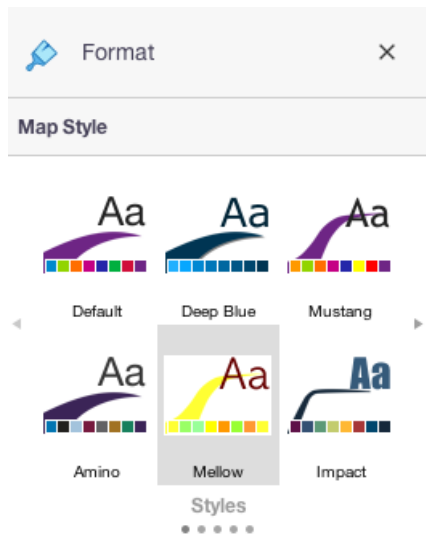 Format
Map Style
Aa Aa Aa
Default Deep Blue Mustang
Aa Aa Aa
Amino Mellow Impact
Styles